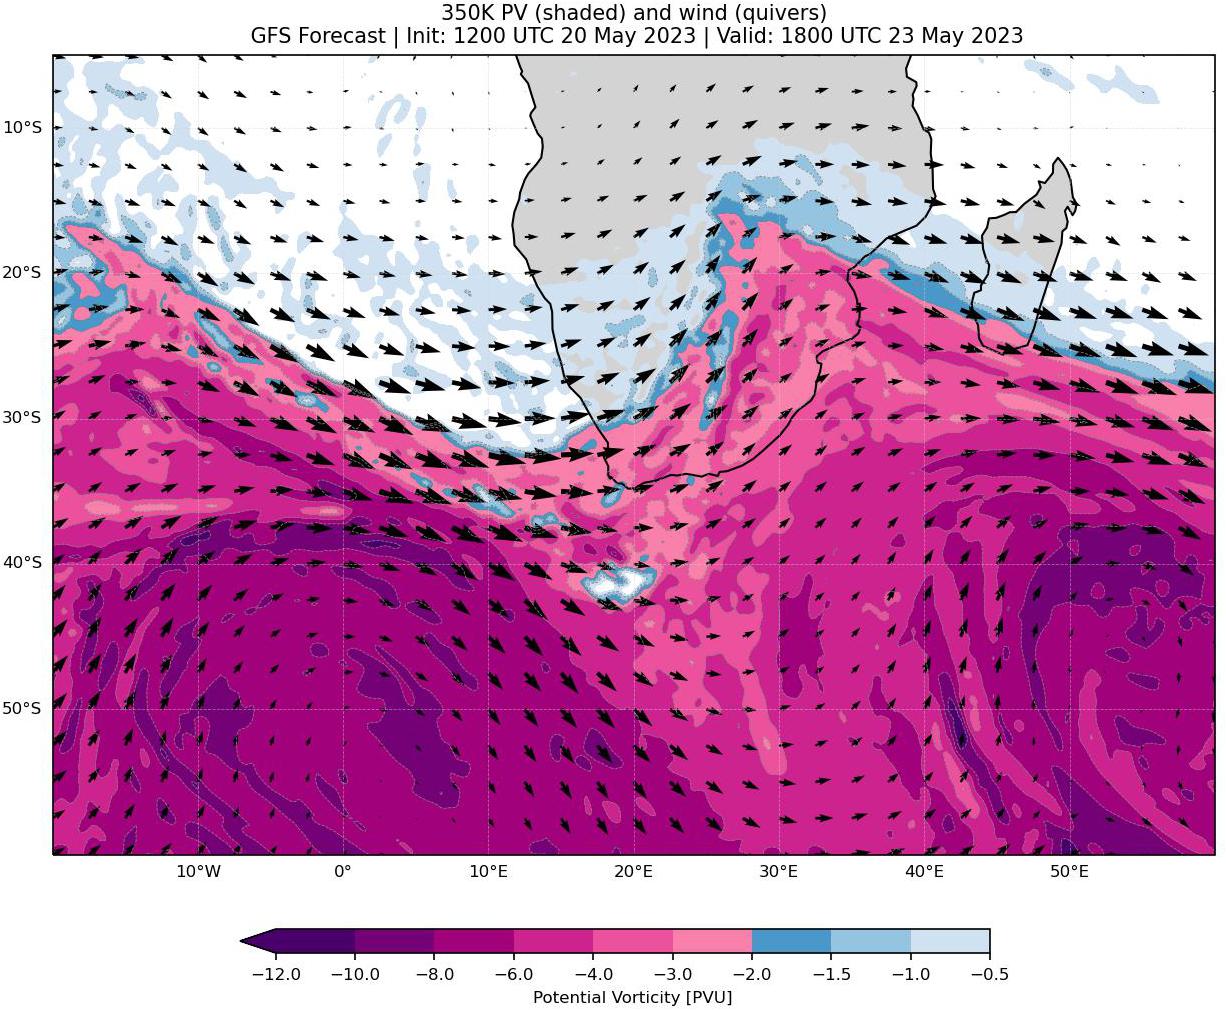 350K PV (shaded) and wind (quivers)
GFS Forecast | Init: 1200 UTC 20 May 2023 | Valid: 1800 UTC 23 May 2023
10°S
20°S
30°S
40°S
50°S
10°W 0° 10°E 20°E 30°E 40°E 50°E
−12.0 −10.0 −8.0 −6.0 −4.0 −3.0 −2.0 −1.5 −1.0 −0.5
Potential Vorticity [PVU]